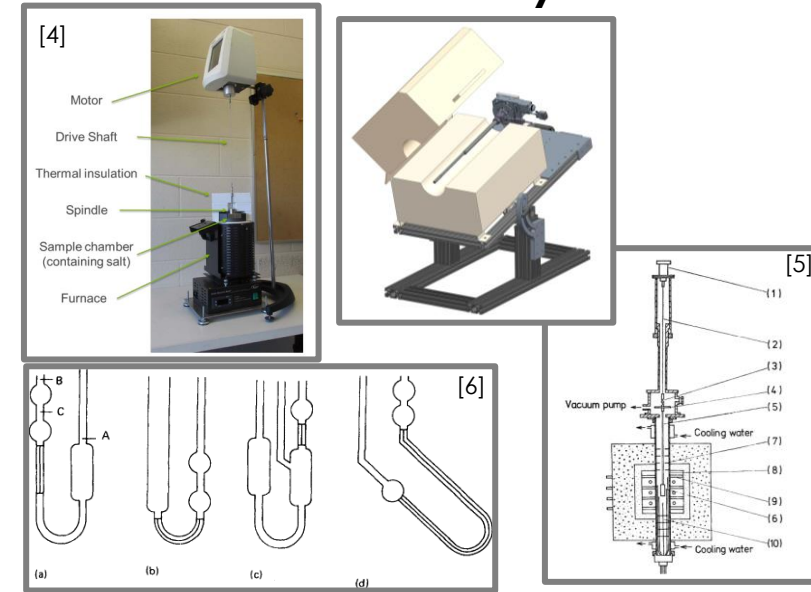 [4]
Motor
Drive Shaft
Thermal insulation
Spindle
Sample chamber
(containing salt)
Furnace
[5]
(1)
(2)
(3)
(4)
Vacuum pump
(5)
Cooling water
(7)
(8)
(9)
(6)
(10)
Cooling water
[6]
B
C
A
(a)
(b)
(c)
(d)